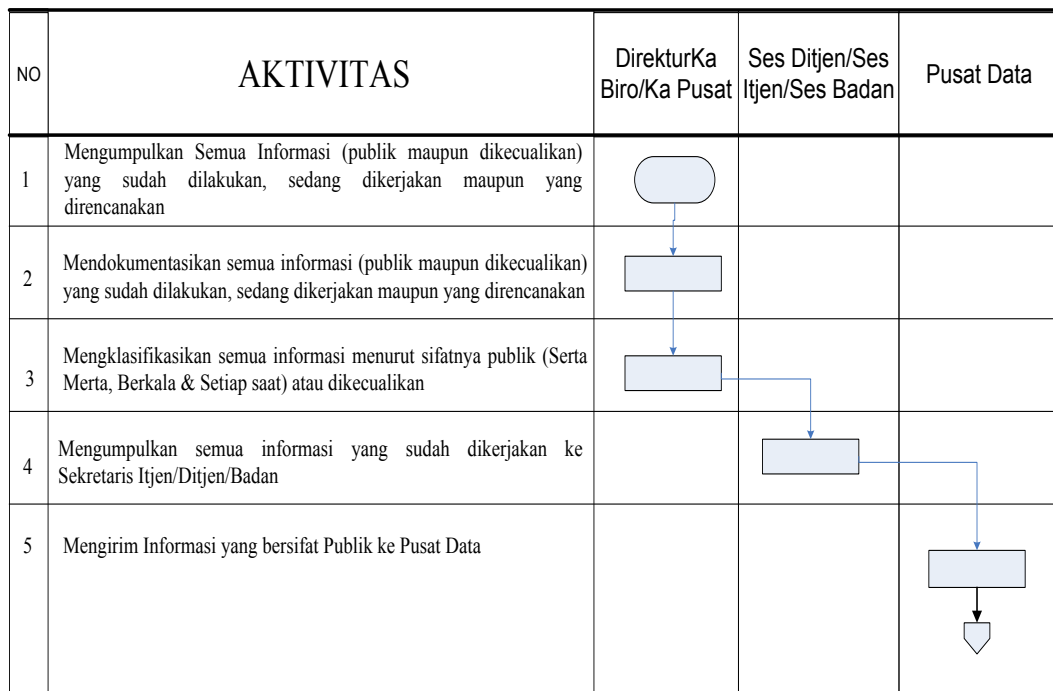 NO
AKTIVITAS
DirekturKa
Biro/Ka Pusat
Ses Ditjen/Ses
Itjen/Ses Badan
Pusat Data
1
Mengumpulkan Semua Informasi (publik maupun dikecualikan)
yang sudah dilakukan, sedang dikerjakan maupun yang
direncanakan
2
Mendokumentasikan semua informasi (publik maupun dikecualikan)
yang sudah dilakukan, sedang dikerjakan maupun yang direncanakan
3
Mengklasifikasikan semua informasi menurut sifatnya publik (Serta
Merta, Berkala & Setiap saat) atau dikecualikan
4
Mengumpulkan semua informasi yang sudah dikerjakan ke
Sekretaris Itjen/Ditjen/Badan
5
Mengirim Informasi yang bersifat Publik ke Pusat Data